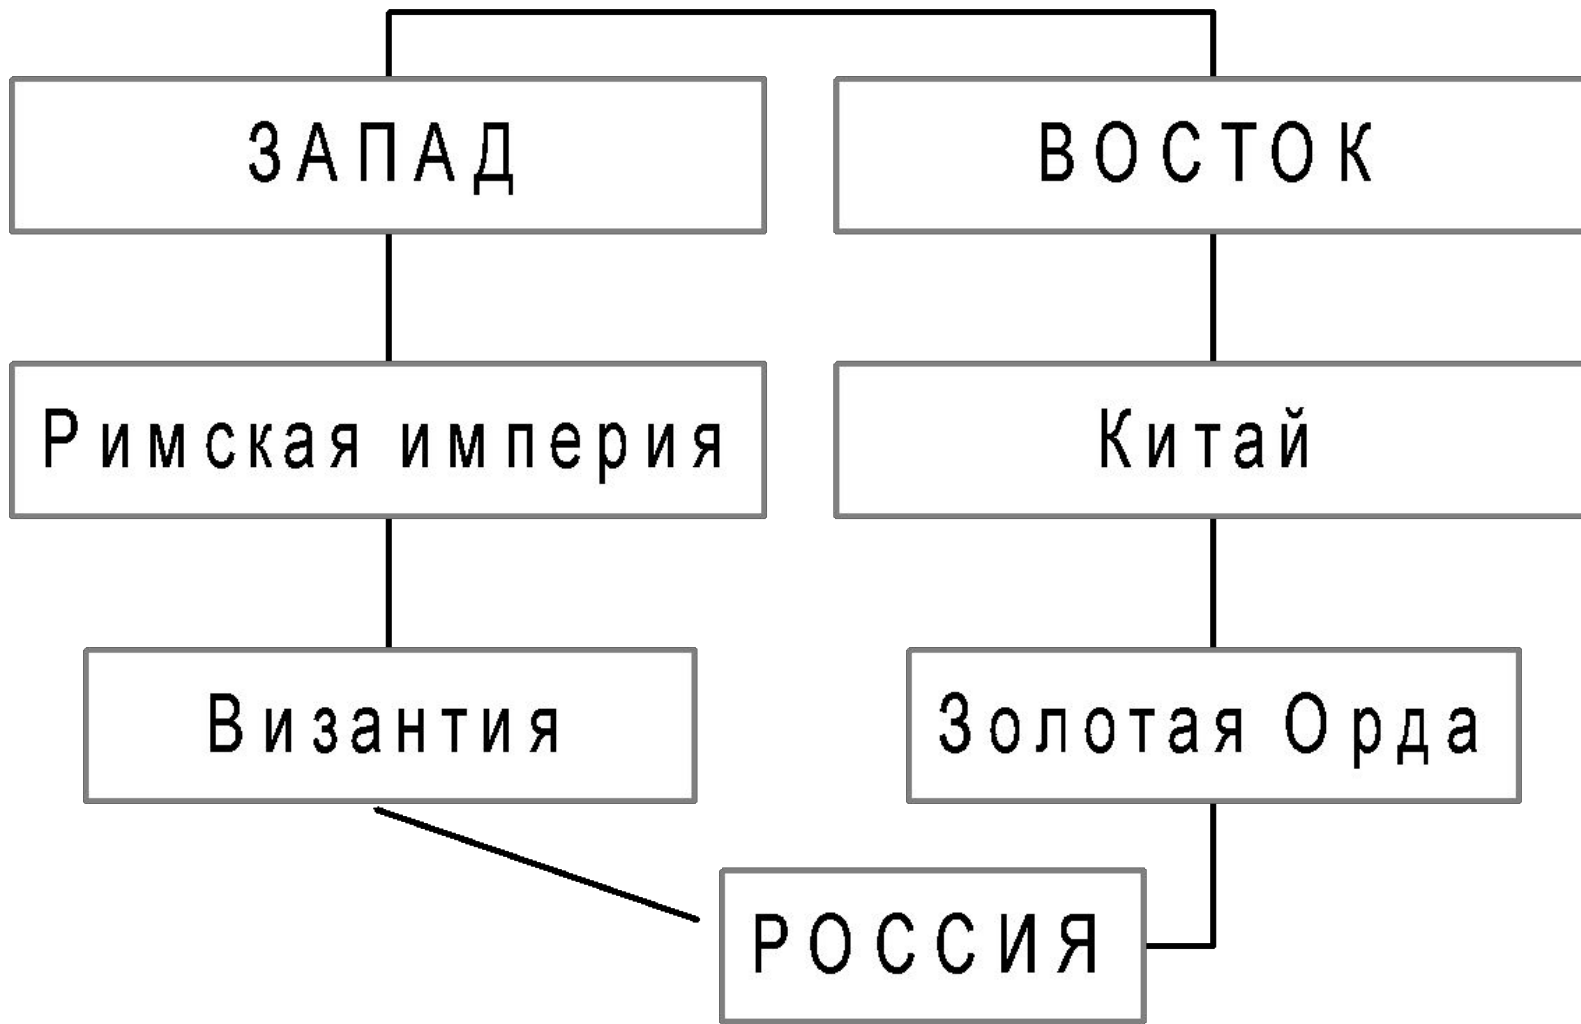 ЗАПАД
ВОСТОК
Римская империя
Китай
Византия
Золотая Орда
РОССИЯ